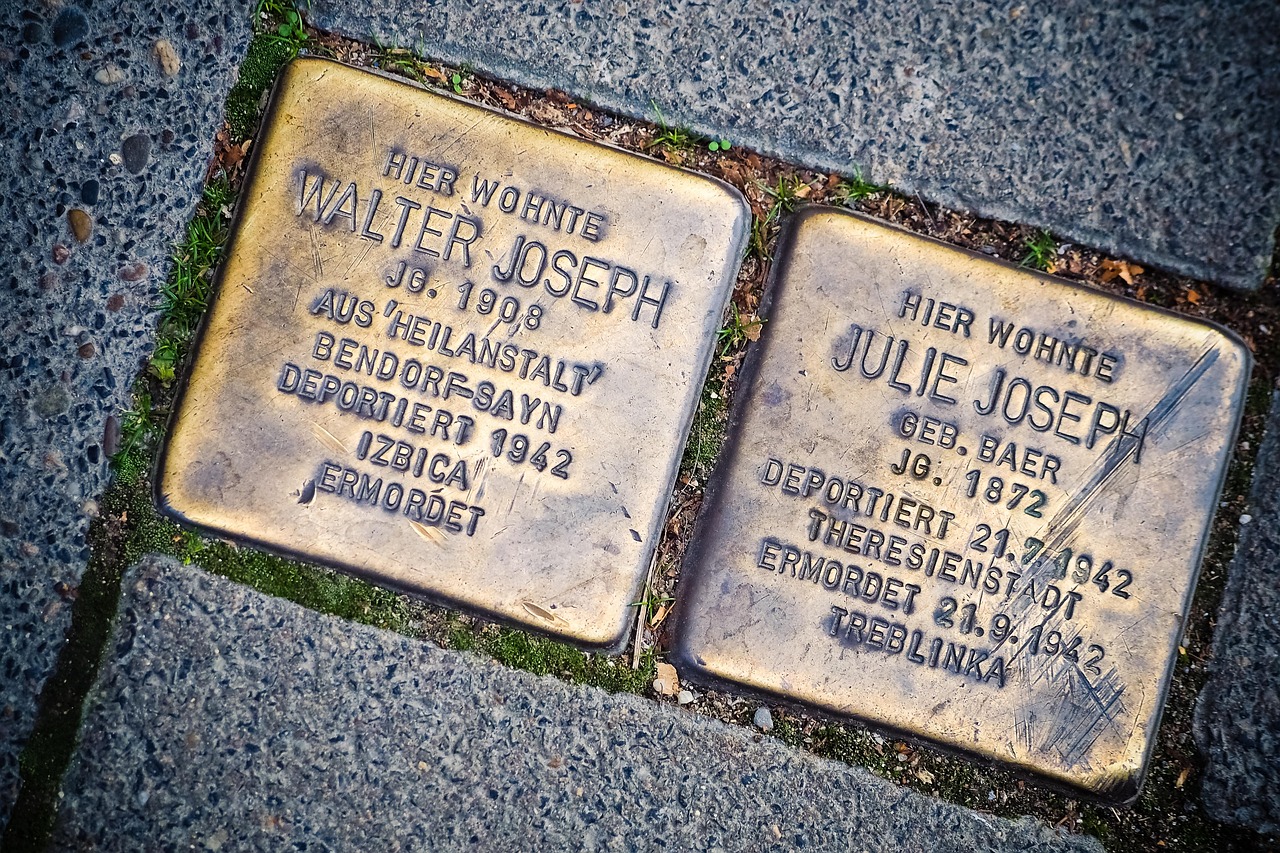 HIER WOHNTE
WALTER JOSEPH
JG. 1908
AUS 'HEILANSTALT'
BENDORF-SAYN
DEPORTIERT 1942
IZBICA
ERMORDET
HIER WOHNTE
JULIE JOSEPH
GEB. BAER
JG. 1872
DEPORTIERT 21.7.1942
THERESIENSTADT
ERMORDET 21.9.1942
TREBLINKA